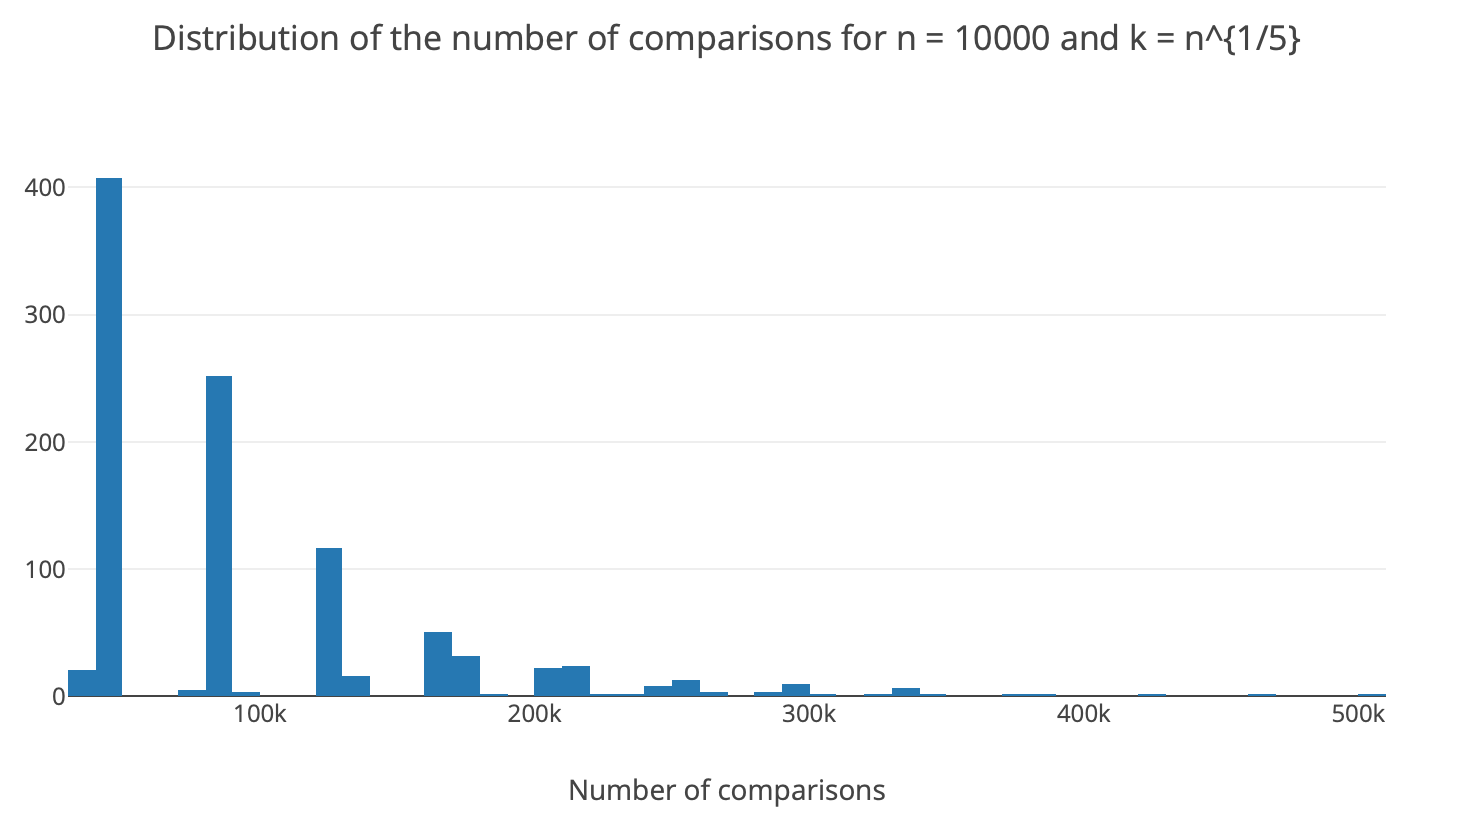 Distribution of the number of comparisons for n = 10000 and k = n^{1/5}
400
300
200
100
0
100k 200k 300k 400k 500k
Number of comparisons